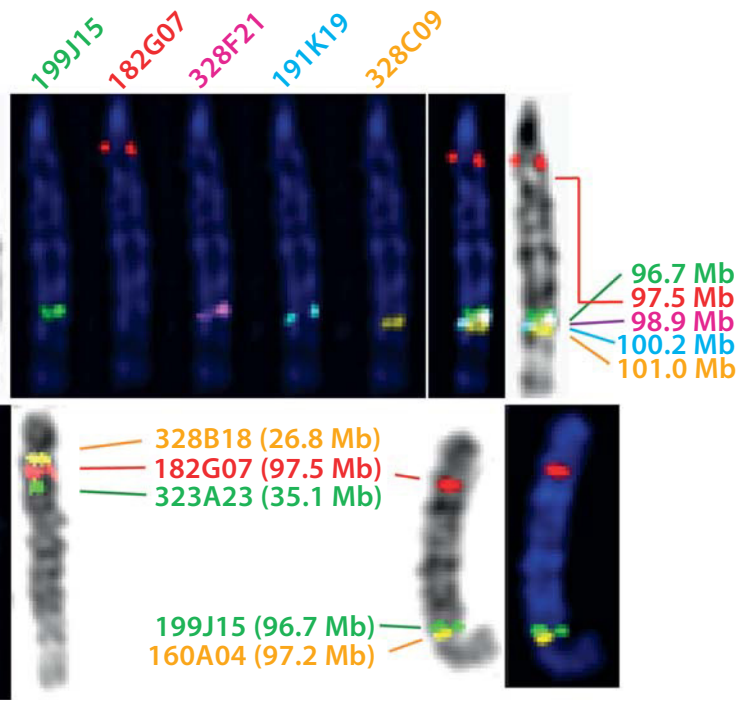 199J15 182G07 328F21 191K19 328C09
96.7 Mb
97.5 Mb
98.9 Mb
100.2 Mb
101.0 Mb
328B18 (26.8 Mb)
182G07 (97.5 Mb)
323A23 (35.1 Mb)
199J15 (96.7 Mb)
160A04 (97.2 Mb)